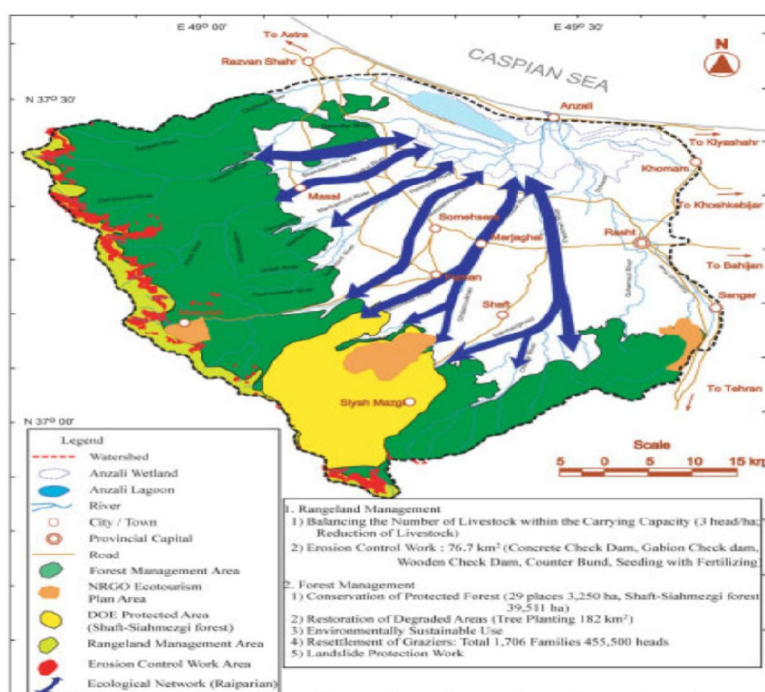 E 49° 00'
E 49° 30'
To Astra
Razvan Shahr
CASPIAN SEA
N
N 37° 30'
Anzali
To Kiyashahr
Khomam
Masal
To Khoshkabijar
Somehsara
Rasht
Marjaghal
To Bahijan
Shaft
Sangar
To Tehran
Siyah Mazgi
N 37° 00'
Scale
5 0 5 10 15 km
Legend
Watershed
Anzali Wetland
Anzali Lagoon
River
City / Town
Provincial Capital
Road
Forest Management Area
NRGO Ecotourism
Plan Area
DOE Protected Area
(Shaft-Siahmezgi forest)
Rangeland Management Area
Erosion Control Work Area
Ecological Network (Raiparian)
1. Rangeland Management
1) Balancing the Number of Livestock within the Carrying Capacity (3 head/ha;
Reduction of Livestock)
2) Erosion Control Work : 76.7 km² (Concrete Check Dam, Gabion Check dam,
Wooden Check Dam, Counter Bund, Seeding with Fertilizing)
2. Forest Management
1) Conservation of Protected Forest (29 places 3,250 ha, Shaft-Siahmezgi forest
39,511 ha)
2) Restoration of Degraded Areas (Tree Planting 182 km²)
3) Environmentally Sustainable Use
4) Resettlement of Graziers: Total 1,706 Families 455,500 heads
5) Landslide Protection Work